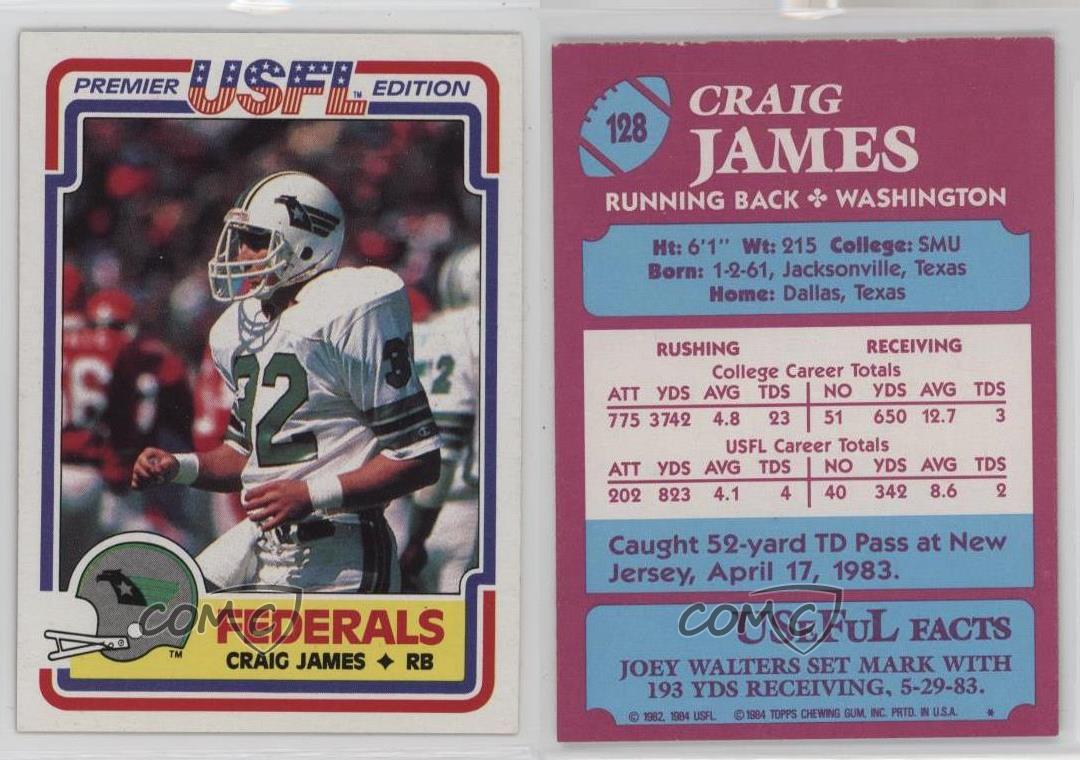 PREMIER USFL™ EDITION
32
32
FEDERALS
CRAIG JAMES ✦ RB
TM
COMC
128
CRAIG
JAMES
RUNNING BACK ✤ WASHINGTON
Ht: 6'1" Wt: 215 College: SMU
Born: 1-2-61, Jacksonville, Texas
Home: Dallas, Texas
RUSHING RECEIVING
College Career Totals
ATT YDS AVG TDS NO YDS AVG TDS
775 3742 4.8 23 51 650 12.7 3
USFL Career Totals
ATT YDS AVG TDS NO YDS AVG TDS
202 823 4.1 4 40 342 8.6 2
Caught 52-yard TD Pass at New
Jersey, April 17, 1983.
COMC
USeFuL FACTS
JOEY WALTERS SET MARK WITH
193 YDS RECEIVING, 5-29-83.
© 1982, 1984 USFL © 1984 TOPPS CHEWING GUM, INC. PRTD. IN U.S.A. *